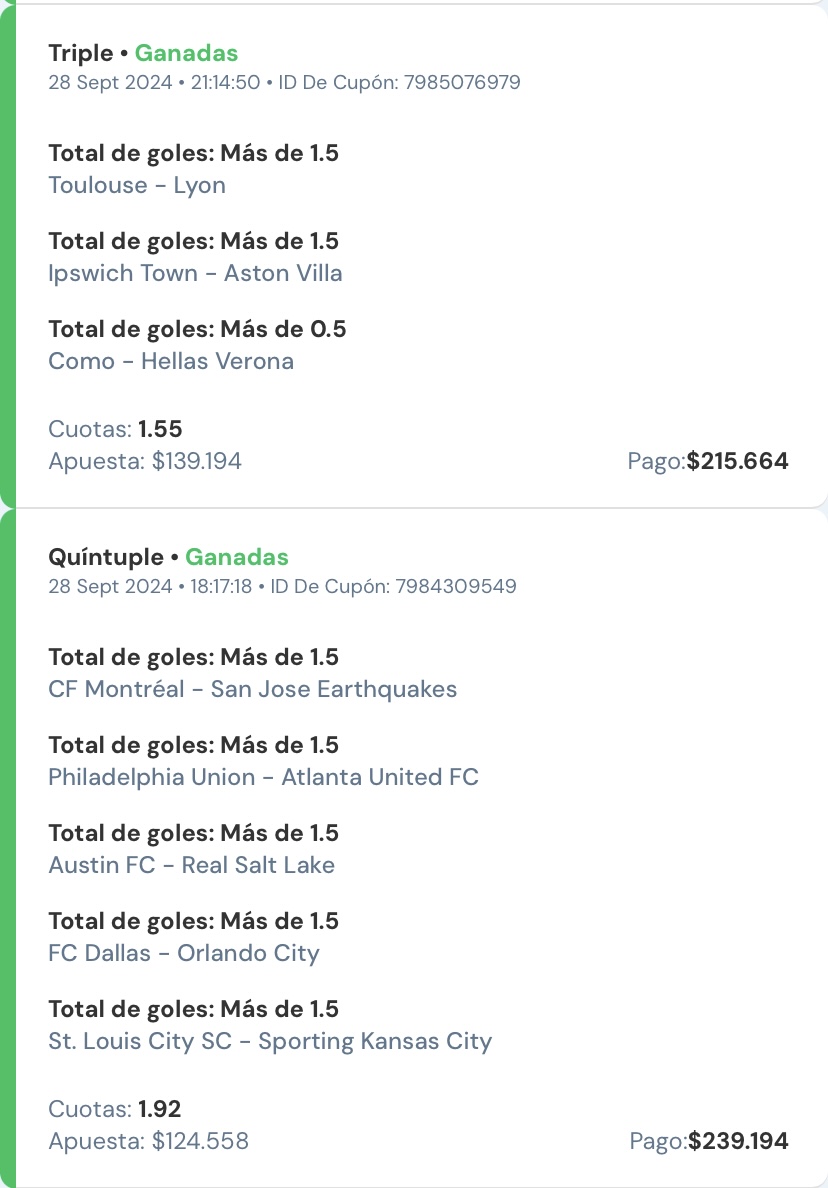 Triple • Ganadas
28 Sept 2024 • 21:14:50 • ID De Cupón: 7985076979
Total de goles: Más de 1.5
Toulouse - Lyon
Total de goles: Más de 1.5
Ipswich Town - Aston Villa
Total de goles: Más de 0.5
Como - Hellas Verona
Cuotas: 1.55
Apuesta: $139.194 Pago:$215.664
Quíntuple • Ganadas
28 Sept 2024 • 18:17:18 • ID De Cupón: 7984309549
Total de goles: Más de 1.5
CF Montréal - San Jose Earthquakes
Total de goles: Más de 1.5
Philadelphia Union - Atlanta United FC
Total de goles: Más de 1.5
Austin FC - Real Salt Lake
Total de goles: Más de 1.5
FC Dallas - Orlando City
Total de goles: Más de 1.5
St. Louis City SC - Sporting Kansas City
Cuotas: 1.92
Apuesta: $124.558 Pago:$239.194